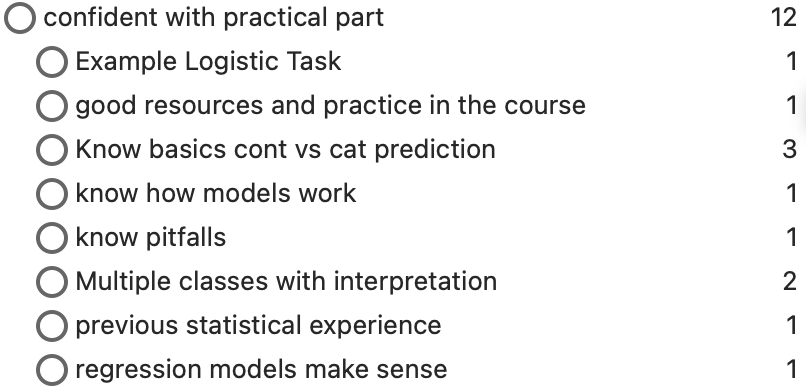 confident with practical part 12
Example Logistic Task 1
good resources and practice in the course 1
Know basics cont vs cat prediction 3
know how models work 1
know pitfalls 1
Multiple classes with interpretation 2
previous statistical experience 1
regression models make sense 1